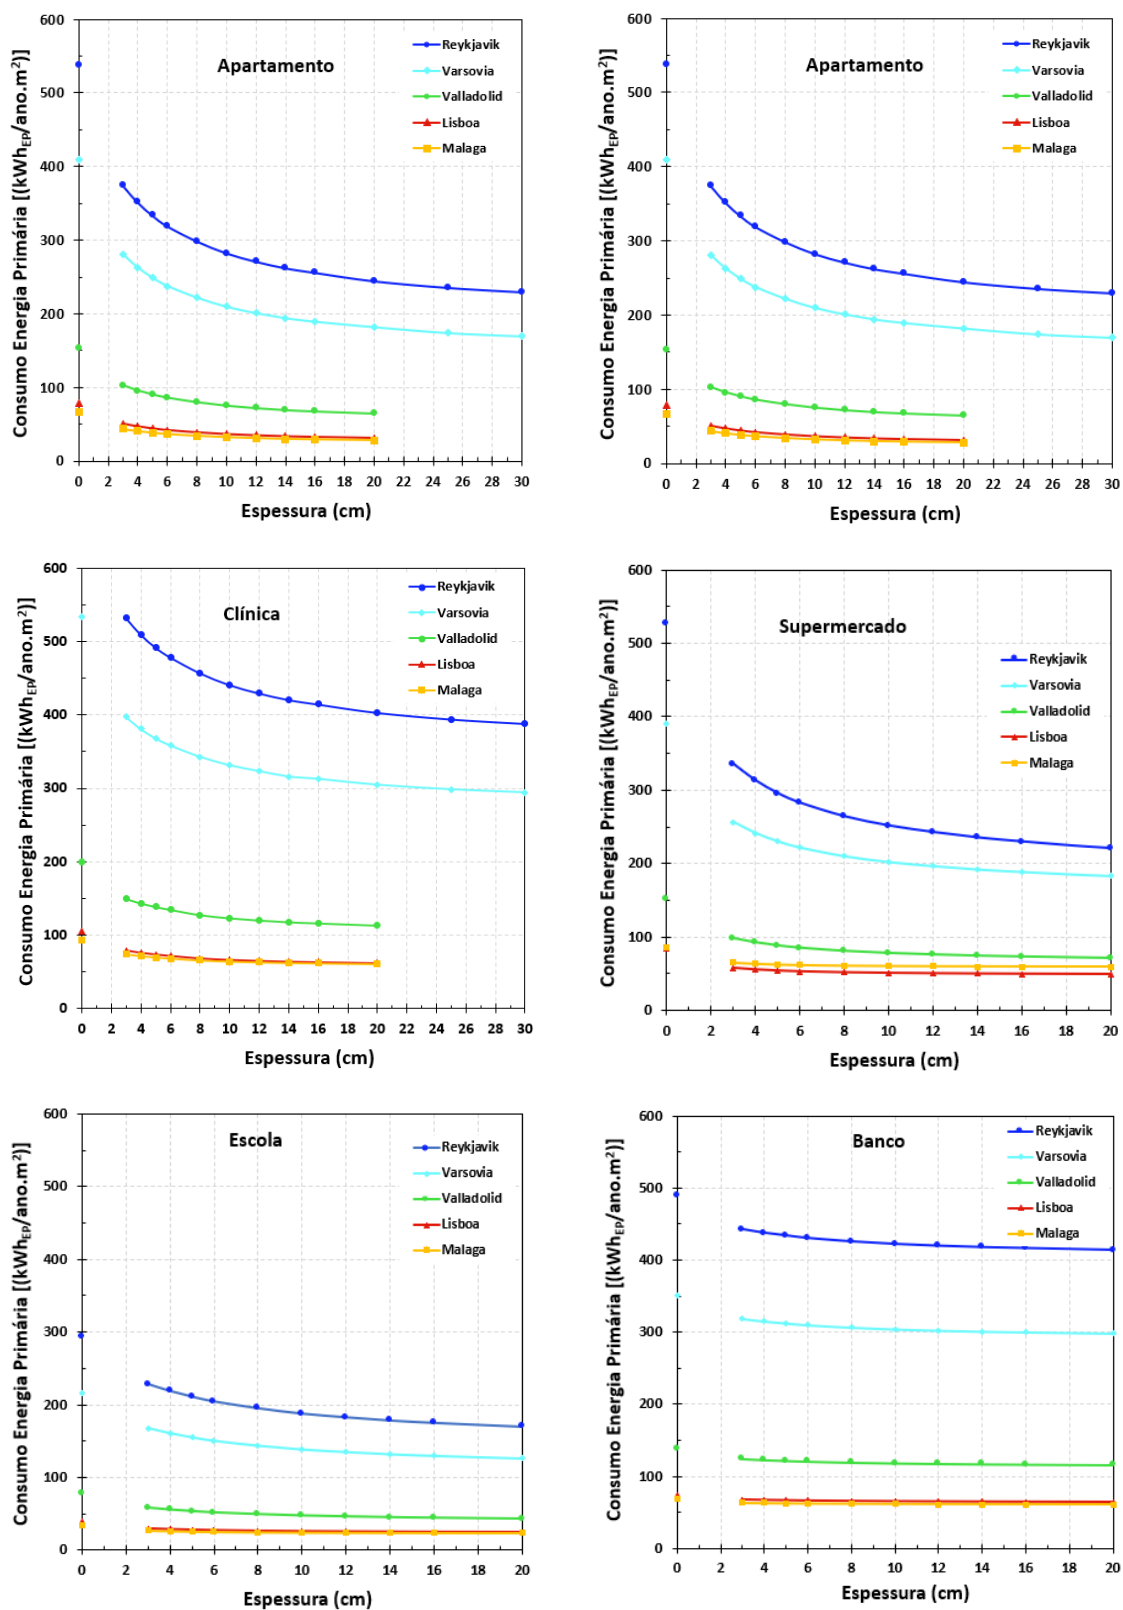 Apartamento
Consumo Energia Primária [(kWhEP/ano.m²)]
600
500
400
300
200
100
0
0 2 4 6 8 10 12 14 16 18 20 22 24 26 28 30
Espessura (cm)
Reykjavik
Varsovia
Valladolid
Lisboa
Malaga
Apartamento
Consumo Energia Primária [(kWhEP/ano.m²)]
600
500
400
300
200
100
0
0 2 4 6 8 10 12 14 16 18 20 22 24 26 28 30
Espessura (cm)
Reykjavik
Varsovia
Valladolid
Lisboa
Malaga
Clínica
Consumo Energia Primária [(kWhEP/ano.m²)]
600
500
400
300
200
100
0
0 2 4 6 8 10 12 14 16 18 20 22 24 26 28 30
Espessura (cm)
Reykjavik
Varsovia
Valladolid
Lisboa
Malaga
Supermercado
Consumo Energia Primária [(kWhEP/ano.m²)]
600
500
400
300
200
100
0
0 2 4 6 8 10 12 14 16 18 20
Espessura (cm)
Reykjavik
Varsovia
Valladolid
Lisboa
Malaga
Escola
Consumo Energia Primária [(kWhEP/ano.m²)]
600
500
400
300
200
100
0
0 2 4 6 8 10 12 14 16 18 20
Espessura (cm)
Reykjavik
Varsovia
Valladolid
Lisboa
Malaga
Banco
Consumo Energia Primária [(kWhEP/ano.m²)]
600
500
400
300
200
100
0
0 2 4 6 8 10 12 14 16 18 20
Espessura (cm)
Reykjavik
Varsovia
Valladolid
Lisboa
Malaga